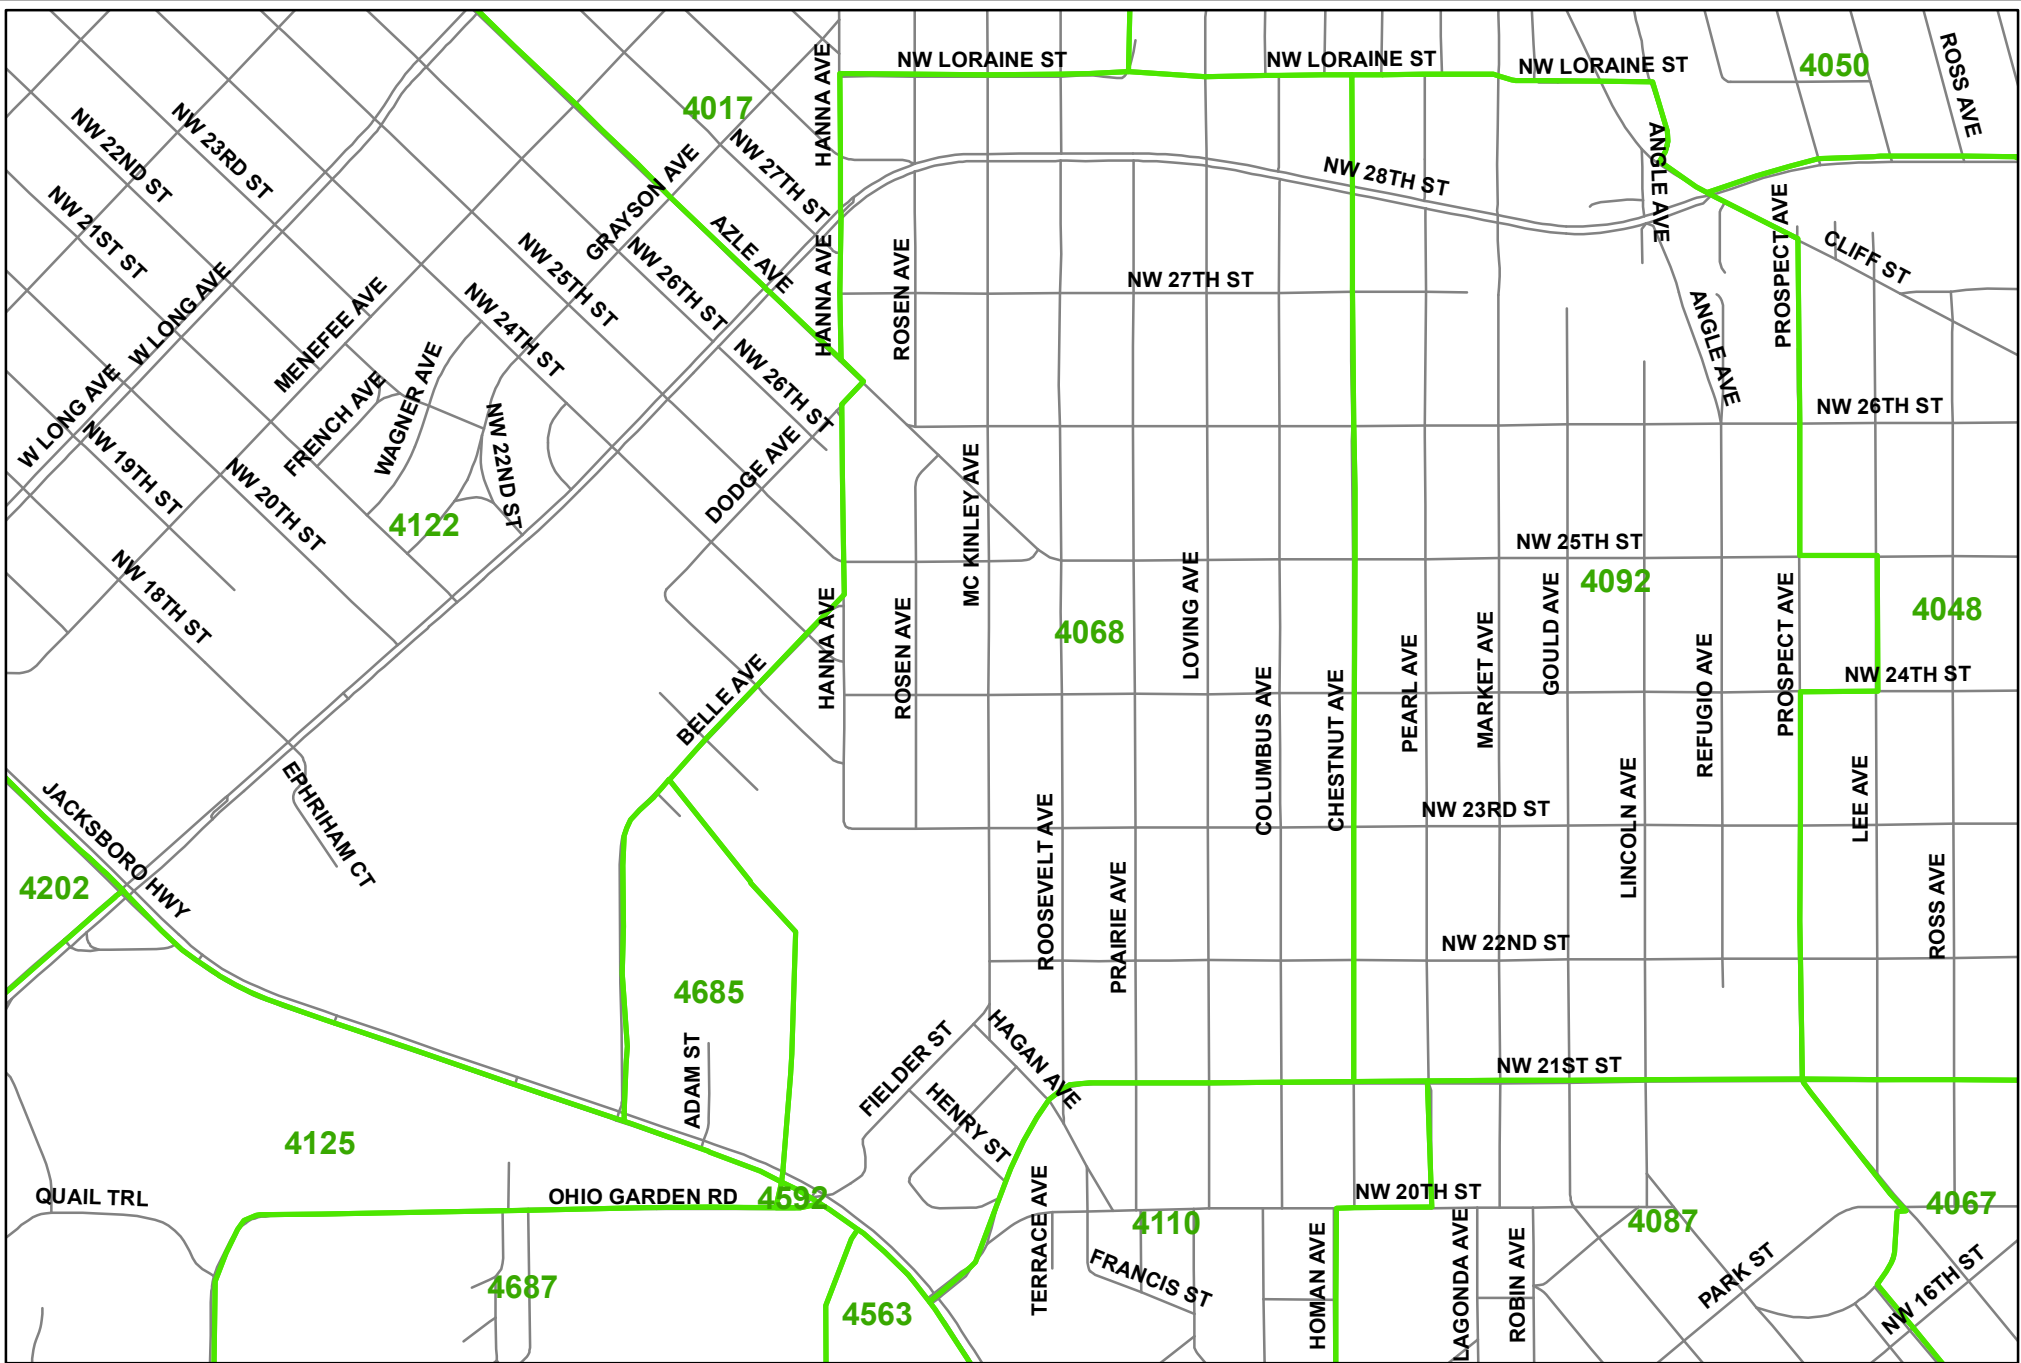 NW LORAINE ST
NW LORAINE ST
NW LORAINE ST
4050
ROSS AVE
HANNA AVE
4017
NW 22ND ST
NW 23RD ST
NW 27TH ST
ANGLE AVE
NW 28TH ST
GRAYSON AVE
NW 21ST ST
AZLE AVE
PROSPECT AVE
CLIFF ST
NW 25TH ST
NW 26TH ST
HANNA AVE
ROSEN AVE
NW 27TH ST
W LONG AVE
MENEFEE AVE
NW 24TH ST
ANGLE AVE
W LONG AVE
FRENCH AVE
WAGNER AVE
NW 26TH ST
NW 26TH ST
NW 22ND ST
DODGE AVE
NW 19TH ST
NW 20TH ST
MC KINLEY AVE
4122
NW 25TH ST
NW 18TH ST
4092
4048
HANNA AVE
ROSEN AVE
4068
LOVING AVE
GOULD AVE
PROSPECT AVE
PEARL AVE
MARKET AVE
REFUGIO AVE
NW 24TH ST
BELLE AVE
COLUMBUS AVE
CHESTNUT AVE
EPHRIHAM CT
JACKSBORO HWY
NW 23RD ST
LINCOLN AVE
LEE AVE
4202
ROOSEVELT AVE
PRAIRIE AVE
NW 22ND ST
ROSS AVE
4685
ADAM ST
FIELDER ST
HAGAN AVE
NW 21ST ST
HENRY ST
4125
QUAIL TRL
OHIO GARDEN RD
4592
TERRACE AVE
NW 20TH ST
4110
4087
4067
4687
4563
FRANCIS ST
HOMAN AVE
LAGONDA AVE
ROBIN AVE
PARK ST
NW 16TH ST